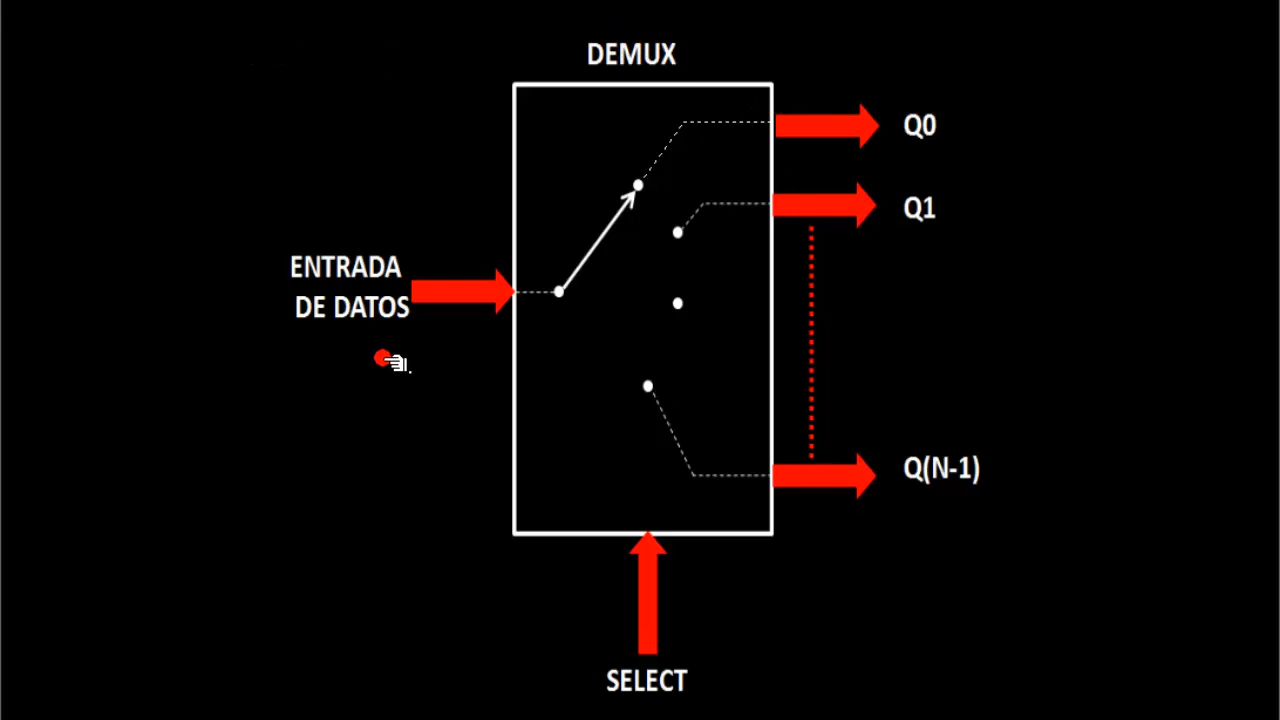 DEMUX
Q0
Q1
ENTRADA
DE DATOS
Q(N-1)
SELECT